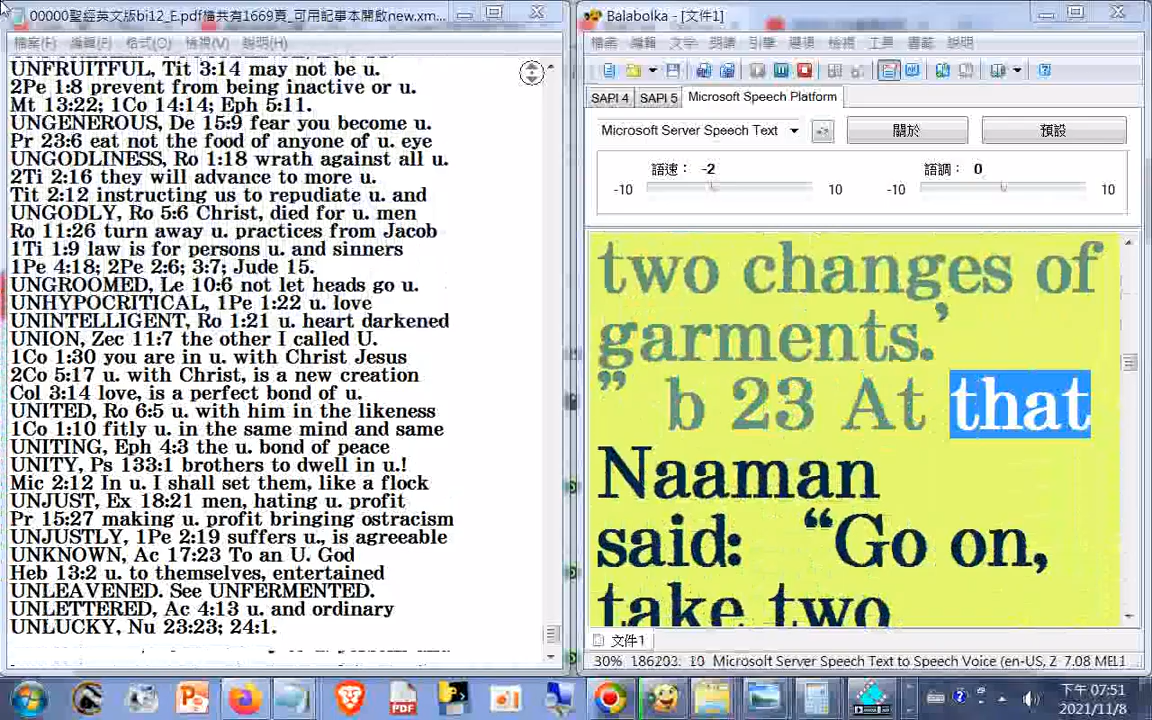 00000聖經英文版bi12_E.pdf檔共有1669頁_可用記事本開啟new.xm...
檔案(F) 編輯(E) 格式(O) 檢視(V) 說明(H)
UNFRUITFUL, Tit 3:14 may not be u.
2Pe 1:8 prevent from being inactive or u.
Mt 13:22; 1Co 14:14; Eph 5:11.
UNGENEROUS, De 15:9 fear you become u.
Pr 23:6 eat not the food of anyone of u. eye
UNGODLINESS, Ro 1:18 wrath against all u.
2Ti 2:16 they will advance to more u.
Tit 2:12 instructing us to repudiate u. and
UNGODLY, Ro 5:6 Christ, died for u. men
Ro 11:26 turn away u. practices from Jacob
1Ti 1:9 law is for persons u. and sinners
1Pe 4:18; 2Pe 2:6; 3:7; Jude 15.
UNGROOMED, Le 10:6 not let heads go u.
UNHYPOCRITICAL, 1Pe 1:22 u. love
UNINTELLIGENT, Ro 1:21 u. heart darkened
UNION, Zec 11:7 the other I called U.
1Co 1:30 you are in u. with Christ Jesus
2Co 5:17 u. with Christ, is a new creation
Col 3:14 love, is a perfect bond of u.
UNITED, Ro 6:5 u. with him in the likeness
1Co 1:10 fitly u. in the same mind and same
UNITING, Eph 4:3 the u. bond of peace
UNITY, Ps 133:1 brothers to dwell in u.!
Mic 2:12 In u. I shall set them, like a flock
UNJUST, Ex 18:21 men, hating u. profit
Pr 15:27 making u. profit bringing ostracism
UNJUSTLY, 1Pe 2:19 suffers u., is agreeable
UNKNOWN, Ac 17:23 To an U. God
Heb 13:2 u. to themselves, entertained
UNLEAVENED. See UNFERMENTED.
UNLETTERED, Ac 4:13 u. and ordinary
UNLUCKY, Nu 23:23; 24:1.
Balabolka - [文件1]
檔案 編輯 文字 朗讀 引擎 選項 檢視 工具 書籤 說明
SAPI 4 SAPI 5 Microsoft Speech Platform
Microsoft Server Speech Text 關於 預設
語速: -2 語調: 0
-10 10 -10 10
two changes of
garments.’
” b 23 At that
Naaman
said: “Go on,
take two
文件1
30% 186203: 10 Microsoft Server Speech Text to Speech Voice (en-US, Z 7.08 MEL1
PDF
下午 07:51
2021/11/8